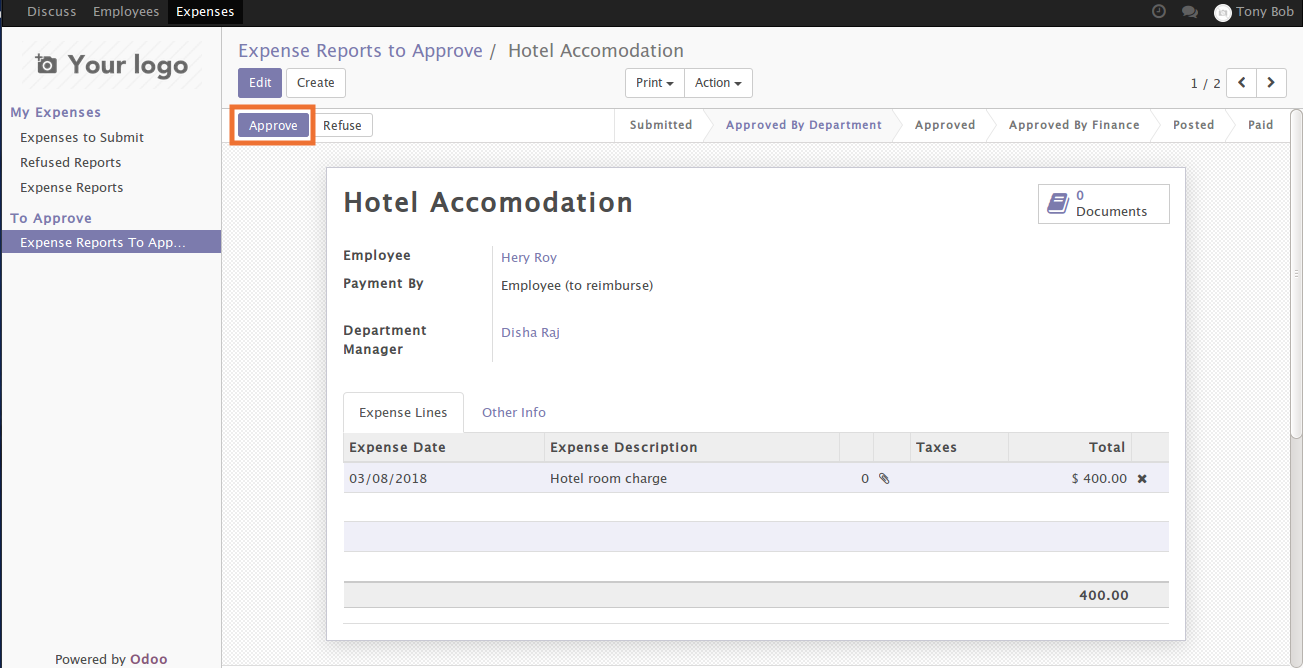 Discuss Employees Expenses Tony Bob
Your logo
My Expenses
Expenses to Submit
Refused Reports
Expense Reports
To Approve
Expense Reports To App...
Powered by Odoo
Expense Reports to Approve / Hotel Accomodation
Edit Create Print Action 1 / 2
Approve Refuse Submitted Approved By Department Approved Approved By Finance Posted Paid
Hotel Accomodation
0
Documents
Employee Hery Roy
Payment By Employee (to reimburse)
Department Disha Raj
Manager
Expense Lines Other Info
Expense Date Expense Description Taxes Total
03/08/2018 Hotel room charge 0 $ 400.00
400.00